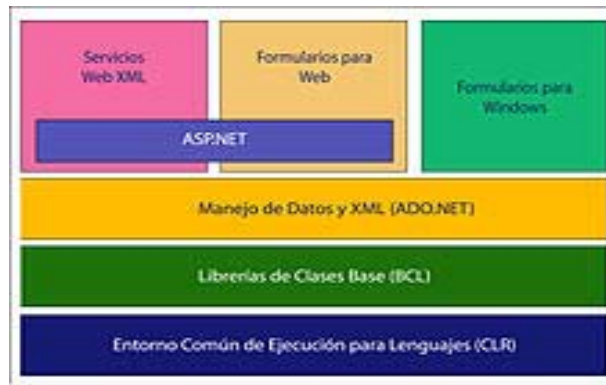 Servicios
Web XML
Formularios para
Web
Formularios para
Windows
ASP.NET
Manejo de Datos y XML (ADO.NET)
Librerías de Clases Base (BCL)
Entorno Común de Ejecución para Lenguajes (CLR)